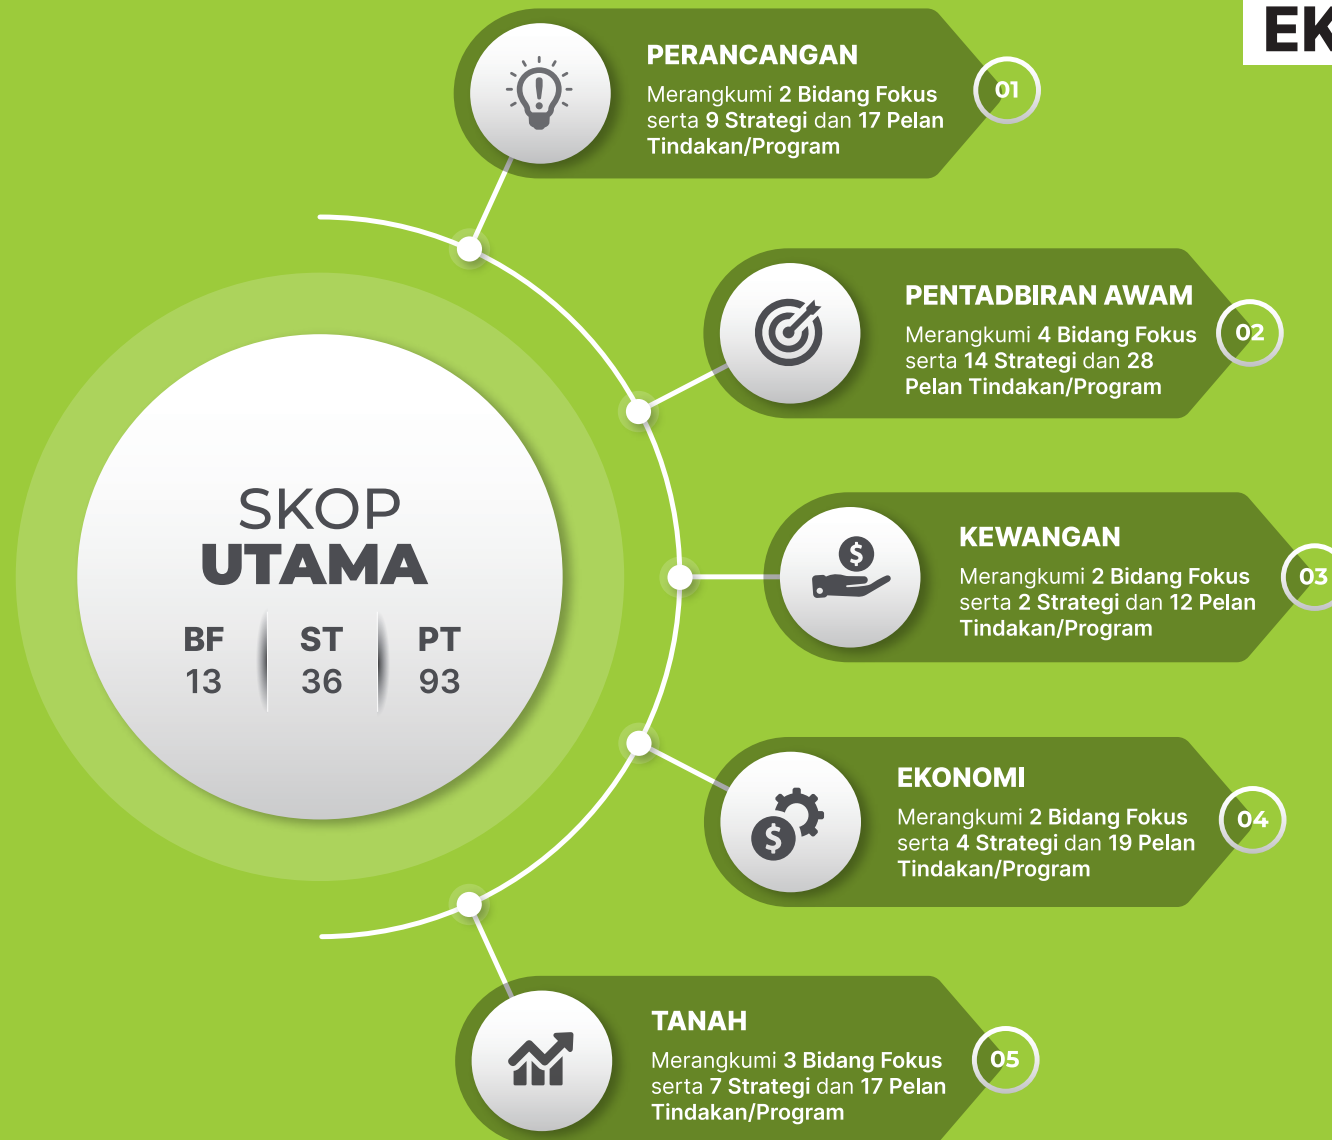 EK
PERANCANGAN
Merangkumi 2 Bidang Fokus
serta 9 Strategi dan 17 Pelan
Tindakan/Program
01
PENTADBIRAN AWAM
Merangkumi 4 Bidang Fokus
serta 14 Strategi dan 28
Pelan Tindakan/Program
02
SKOP
UTAMA
BF ST PT
13 36 93
KEWANGAN
Merangkumi 2 Bidang Fokus
serta 2 Strategi dan 12 Pelan
Tindakan/Program
03
EKONOMI
Merangkumi 2 Bidang Fokus
serta 4 Strategi dan 19 Pelan
Tindakan/Program
04
TANAH
Merangkumi 3 Bidang Fokus
serta 7 Strategi dan 17 Pelan
Tindakan/Program
05